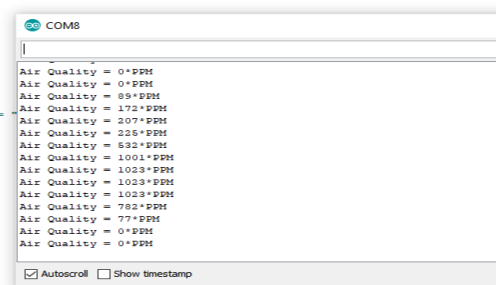 COM8
Air Quality = 0*PPM
Air Quality = 0*PPM
Air Quality = 89*PPM
Air Quality = 172*PPM
Air Quality = 207*PPM
Air Quality = 225*PPM
Air Quality = 532*PPM
Air Quality = 1001*PPM
Air Quality = 1023*PPM
Air Quality = 1023*PPM
Air Quality = 1023*PPM
Air Quality = 782*PPM
Air Quality = 77*PPM
Air Quality = 0*PPM
Air Quality = 0*PPM
Autoscroll Show timestamp